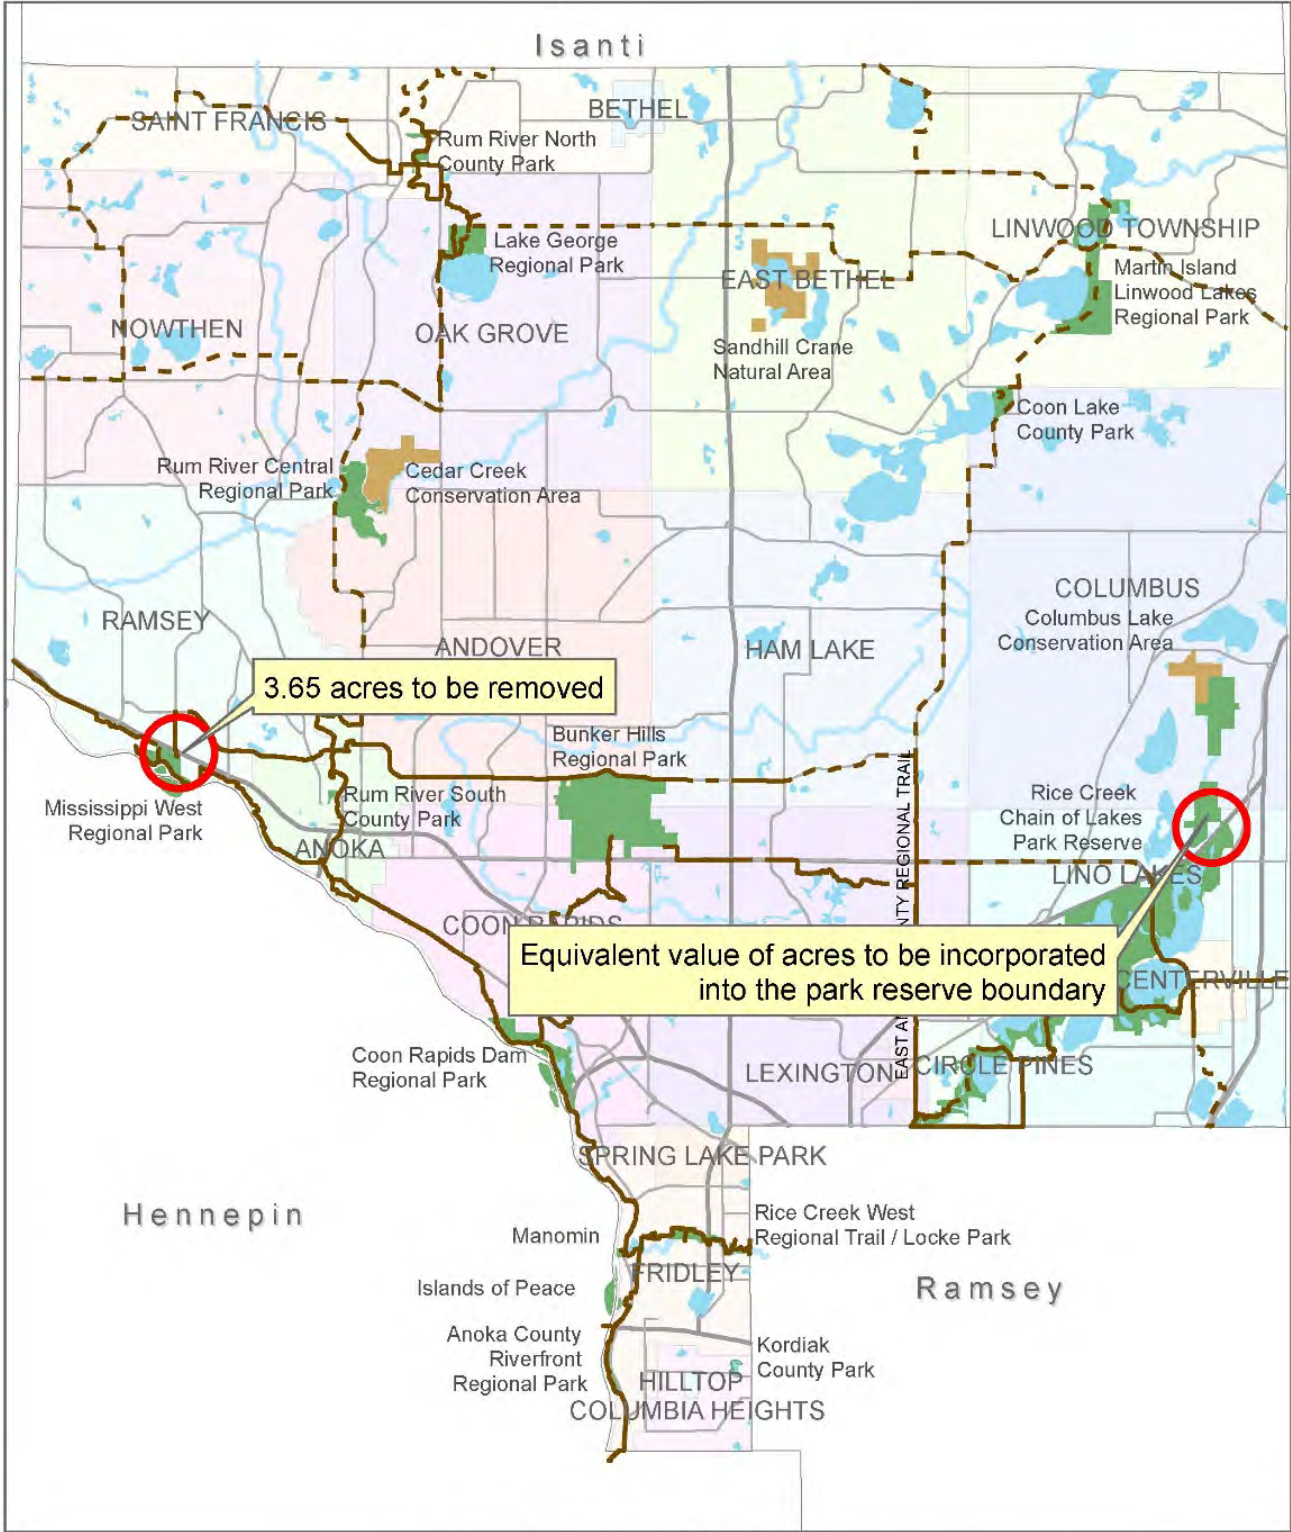 Isanti
BETHEL
SAINT FRANCIS
Rum River North
County Park
LINWOOD TOWNSHIP
Lake George
Regional Park
Martin Island
Linwood Lakes
Regional Park
EAST BETHEL
NOWTHEN
OAK GROVE
Sandhill Crane
Natural Area
Coon Lake
County Park
Rum River Central
Regional Park
Cedar Creek
Conservation Area
COLUMBUS
Columbus Lake
Conservation Area
RAMSEY
ANDOVER
HAM LAKE
3.65 acres to be removed
Bunker Hills
Regional Park
Mississippi West
Regional Park
Rum River South
County Park
Rice Creek
Chain of Lakes
Park Reserve
ANOKA
LINO LAKES
COON RAPIDS
Equivalent value of acres to be incorporated
into the park reserve boundary
CENTERVILLE
EAST A NTY REGIONAL TRAIL
Coon Rapids Dam
Regional Park
LEXINGTON
CIRCLE PINES
SPRING LAKE PARK
Hennepin
Manomin
Rice Creek West
Regional Trail / Locke Park
FRIDLEY
Islands of Peace
Ramsey
Anoka County
Riverfront
Regional Park
Kordiak
County Park
HILLTOP
COLUMBIA HEIGHTS